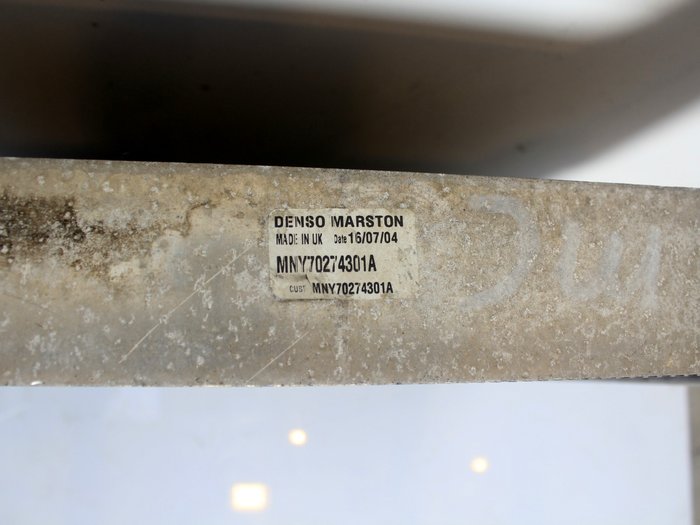 DENSO MARSTON
MADE IN UK Date 16/07/04
MNY70274301A
CUST MNY70274301A